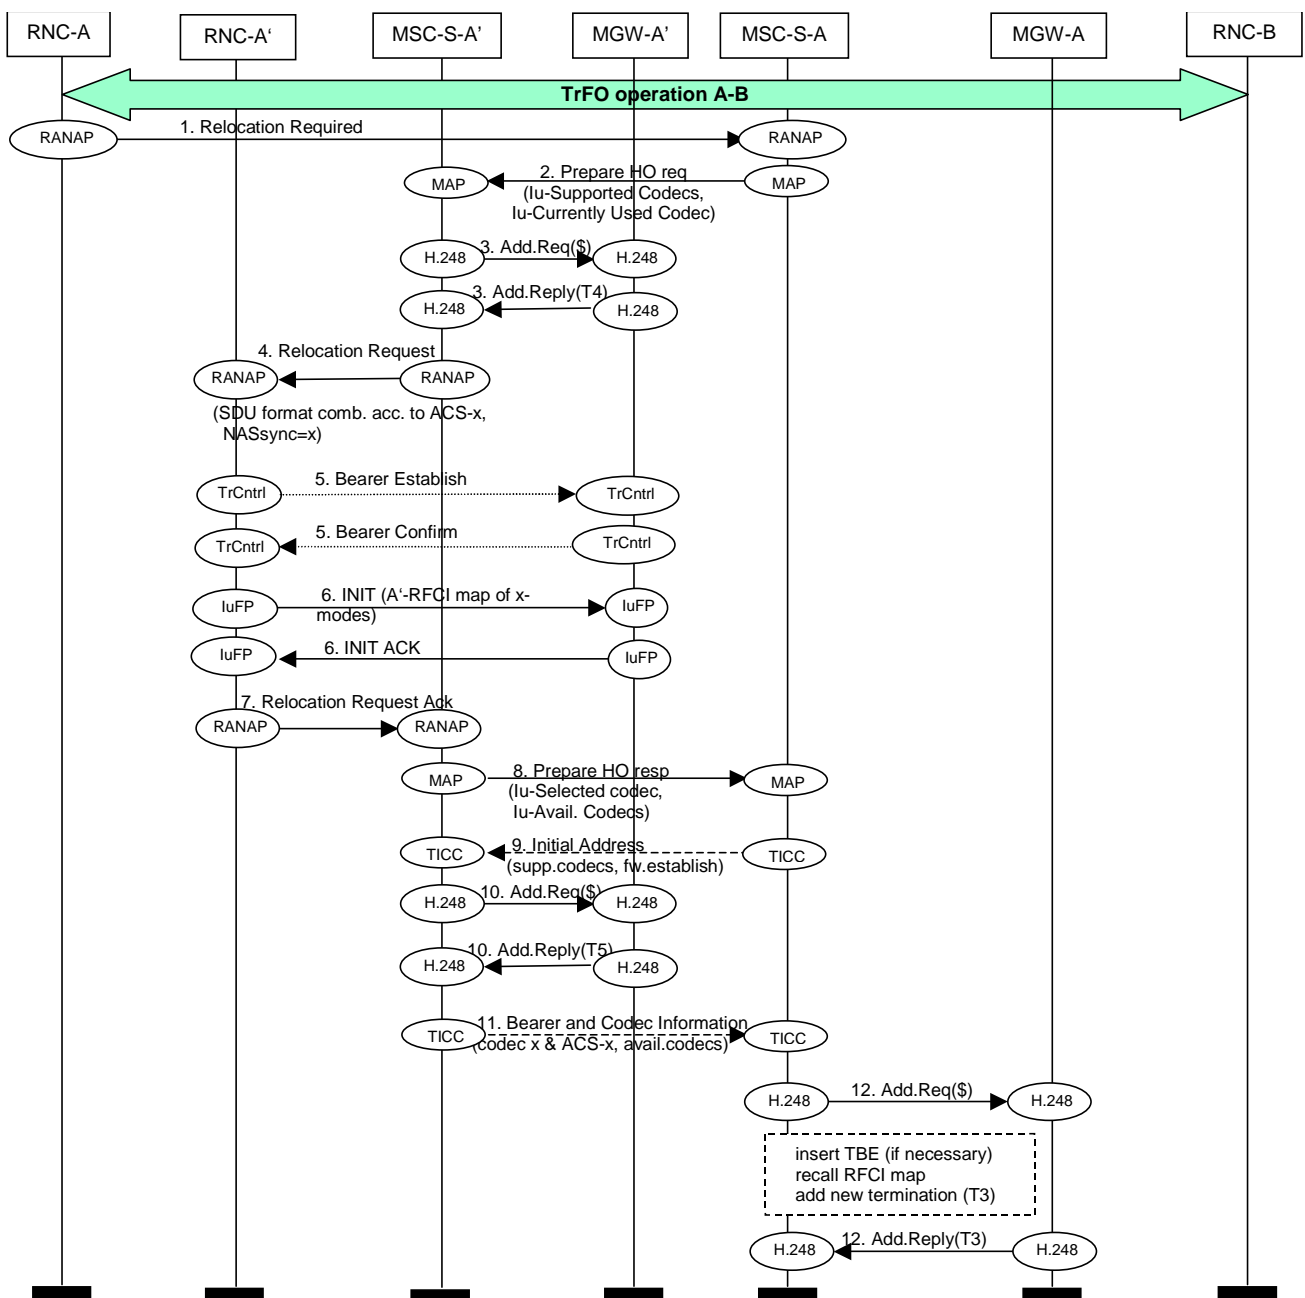 RNC-A
RNC-A‘
MSC-S-A’
MGW-A’
MSC-S-A
MGW-A
RNC-B
TrFO operation A-B
RANAP
1. Relocation Required
RANAP
MAP
2. Prepare HO req
(Iu-Supported Codecs,
Iu-Currently Used Codec)
MAP
H.248
3. Add.Req($)
H.248
H.248
3. Add.Reply(T4)
H.248
4. Relocation Request
RANAP
RANAP
(SDU format comb. acc. to ACS-x,
NASsync=x)
TrCntrl
5. Bearer Establish
TrCntrl
TrCntrl
5. Bearer Confirm
TrCntrl
IuFP
6. INIT (A‘-RFCI map of x-
modes)
IuFP
IuFP
6. INIT ACK
IuFP
7. Relocation Request Ack
RANAP
RANAP
MAP
8. Prepare HO resp
(Iu-Selected codec,
Iu-Avail. Codecs)
MAP
TICC
9. Initial Address
(supp.codecs, fw.establish)
TICC
H.248
10. Add.Req($)
H.248
H.248
10. Add.Reply(T5)
H.248
TICC
11. Bearer and Codec Information
(codec x & ACS-x, avail.codecs)
TICC
H.248
12. Add.Req($)
H.248
insert TBE (if necessary)
recall RFCI map
add new termination (T3)
H.248
12. Add.Reply(T3)
H.248